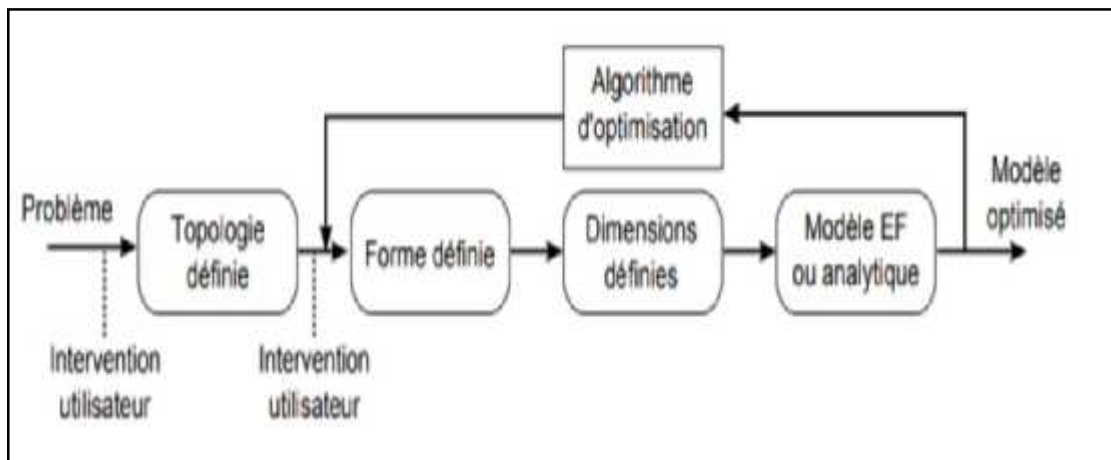 Algorithme
d'optimisation
Modèle
optimisé
Problème
Topologie
définie
Forme définie
Dimensions
définies
Modèle EF
ou analytique
Intervention
utilisateur
Intervention
utilisateur